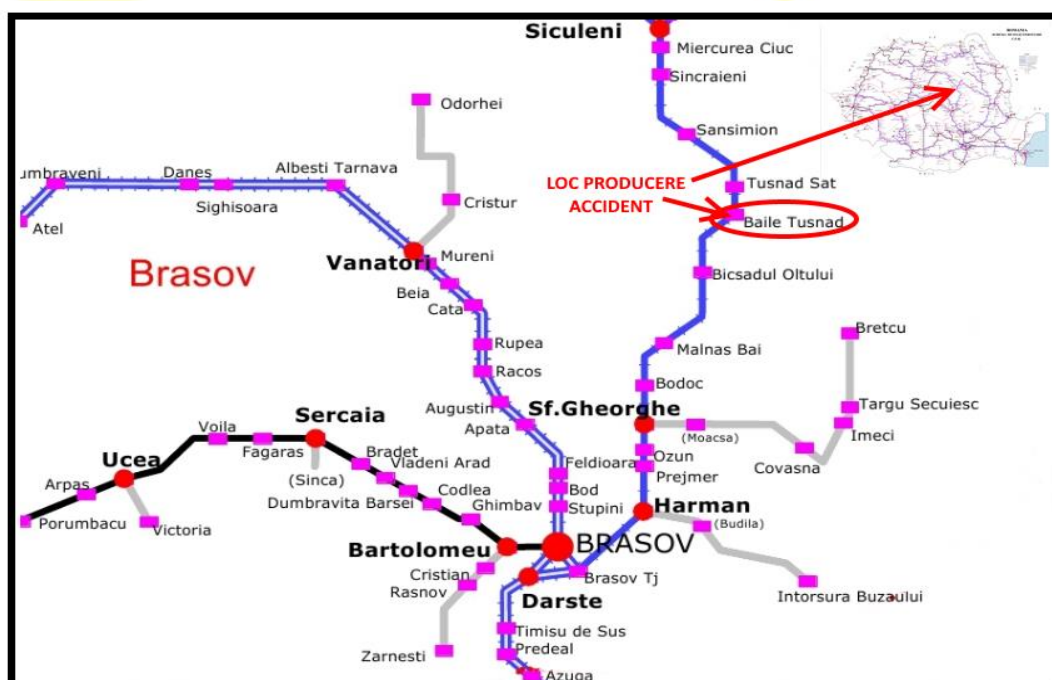 Siculeni
Miercurea Ciuc
Sincraieni
Odorhei
Sansimion
ROMANIA
umbraveni
Danes
Albesti Tarnava
LOC PRODUCERE
ACCIDENT
Tusnad Sat
Sighisoara
Cristur
Atel
Baile Tusnad
Vanatori
Mureni
Brasov
Beia
Bicsadul Oltului
Cata
Rupea
Malnas Bai
Bretcu
Racos
Bodoc
Augustin
Sf.Gheorghe
Targu Secuiesc
Sercaia
Apata
(Moacsa)
Imeci
Voila
Fagaras
Bradet
Ozun
Covasna
Ucea
(Sinca)
Vladeni Arad
Feldioara
Prejmer
Arpas
Dumbravita Barsei
Codlea
Bod
Harman
Ghimbav
Stupini
(Budila)
Porumbacu
Victoria
Bartolomeu
BRASOV
Cristian
Brasov Tj
Rasnov
Darste
Intorsura Buzaului
Timisu de Sus
Zarnesti
Predeal
Azuga